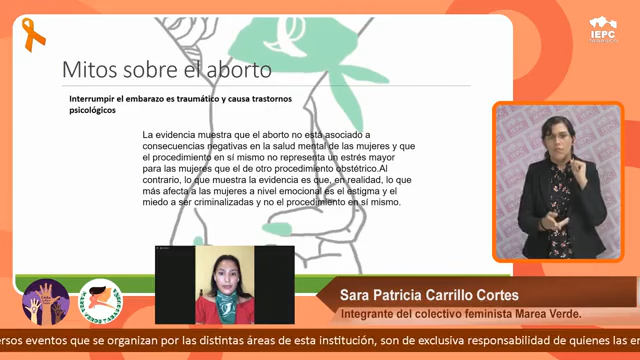 IEPC
TABASCO
Mitos sobre el aborto
Interrumpir el embarazo es traumático y causa trastornos
psicológicos
La evidencia muestra que el aborto no está asociado a
consecuencias negativas en la salud mental de las mujeres y que
el procedimiento en sí mismo no representa un estrés mayor
para las mujeres que el de otro procedimiento obstétrico.Al
contrario, lo que muestra la evidencia es que, en realidad, lo que
más afecta a las mujeres a nivel emocional es el estigma y el
miedo a ser criminalizadas y no el procedimiento en sí mismo.
Sara Patricia Carrillo Cortes
Integrante del colectivo feminista Marea Verde.
MAREA VERDE TABASCO
ersos eventos que se organizan por las distintas áreas de esta institución, son de exclusiva responsabilidad de quienes las em